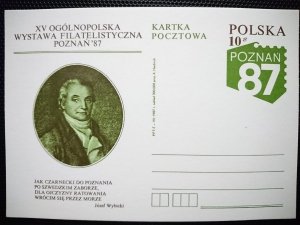 XV OGÓLNOPOLSKA
WYSTAWA FILATELISTYCZNA
POZNAŃ '87
KARTKA
POCZTOWA
POLSKA
10 zł
POZNAŃ
87
JAK CZARNECKI DO POZNANIA
PO SZWEDZKIM ZABORZE,
DLA OJCZYZNY RATOWANIA
WRÓCIM SIĘ PRZEZ MORZE
Józef Wybicki